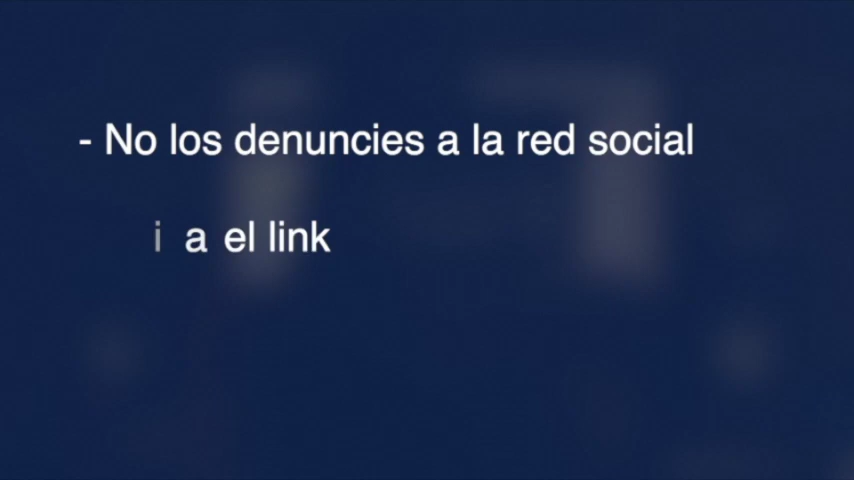 - No los denuncies a la red social
i a el link